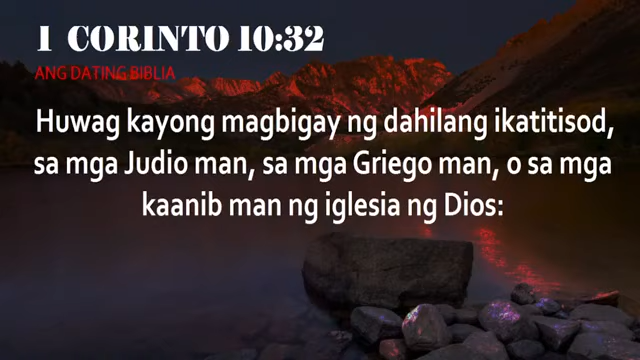 1 CORINTO 10:32
ANG DATING BIBLIA
Huwag kayong magbigay ng dahilang ikatitisod,
sa mga Judio man, sa mga Griego man, o sa mga
kaanib man ng iglesia ng Dios: